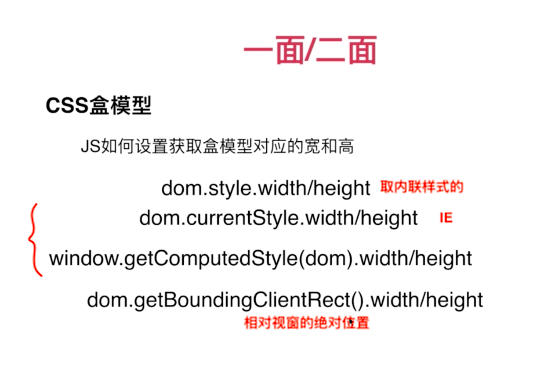 一面/二面
CSS盒模型
JS如何设置获取盒模型对应的宽和高
dom.style.width/height 取内联样式的
dom.currentStyle.width/height IE
window.getComputedStyle(dom).width/height
dom.getBoundingClientRect().width/height
相对视窗的绝对位置